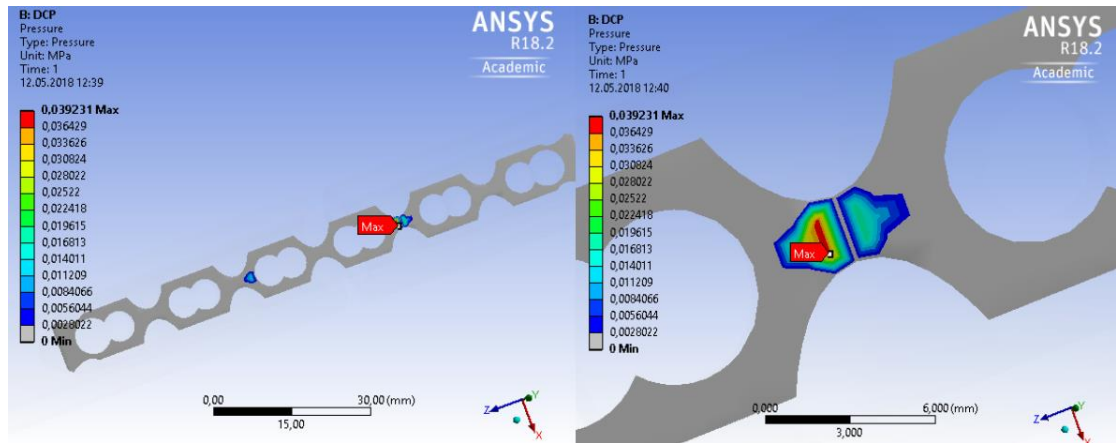 B: DCP
Pressure
Type: Pressure
Unit: MPa
Time: 1
12.05.2018 12:39
0,039231 Max
0,036429
0,033626
0,030824
0,028022
0,02522
0,022418
0,019615
0,016813
0,014011
0,011209
0,0084066
0,0056044
0,0028022
0 Min
ANSYS
R18.2
Academic
Max
0,00
30,00 (mm)
15,00
Z
Y
X
B: DCP
Pressure
Type: Pressure
Unit: MPa
Time: 1
12.05.2018 12:40
0,039231 Max
0,036429
0,033626
0,030824
0,028022
0,02522
0,022418
0,019615
0,016813
0,014011
0,011209
0,0084066
0,0056044
0,0028022
0 Min
ANSYS
R18.2
Academic
Max
0,000
6,000 (mm)
3,000
Z
Y
X